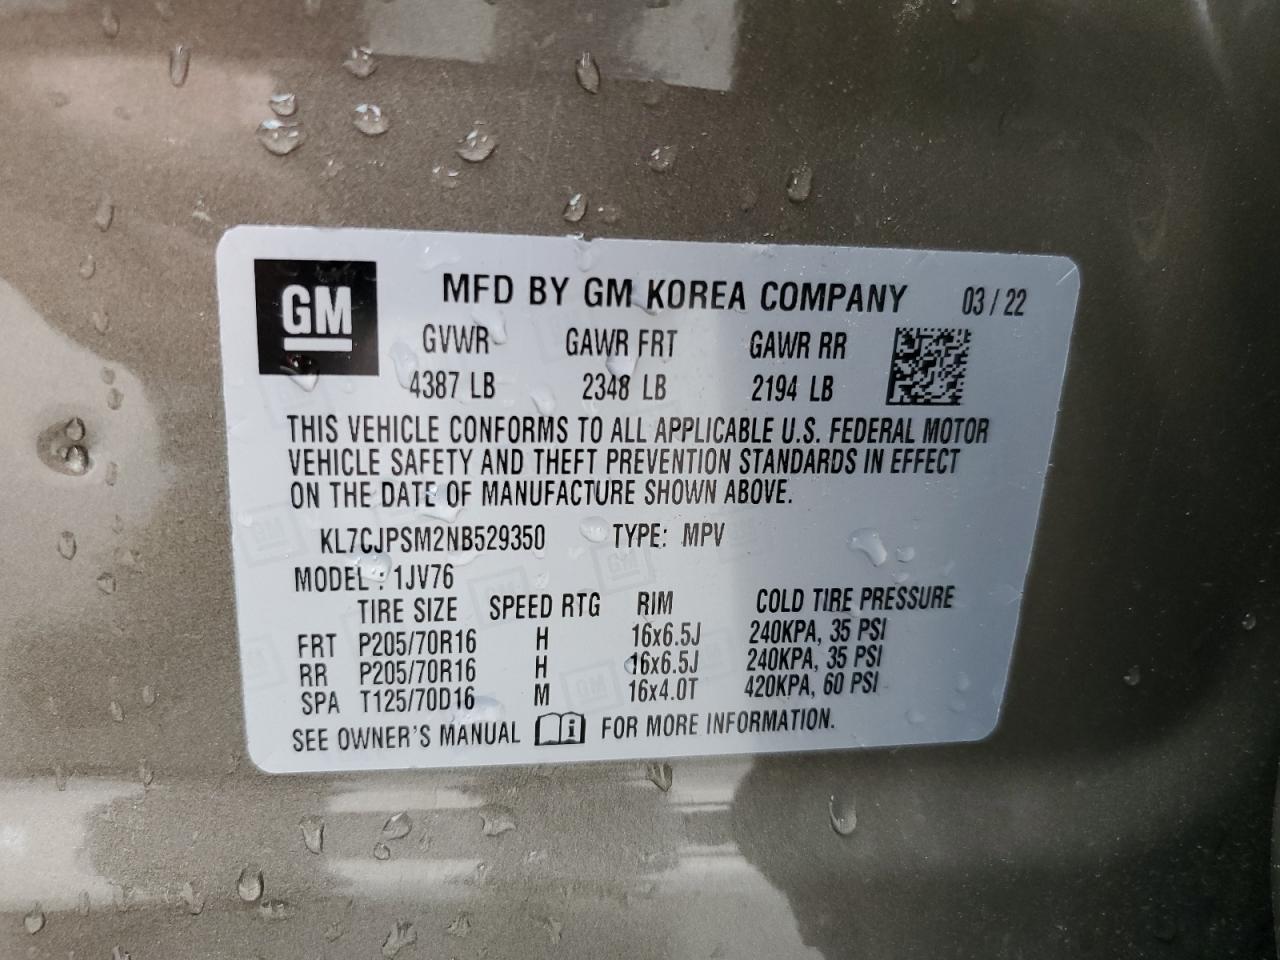 GM
MFD BY GM KOREA COMPANY 03/22
GVWR GAWR FRT GAWR RR
4387 LB 2348 LB 2194 LB
THIS VEHICLE CONFORMS TO ALL APPLICABLE U.S. FEDERAL MOTOR
VEHICLE SAFETY AND THEFT PREVENTION STANDARDS IN EFFECT
ON THE DATE OF MANUFACTURE SHOWN ABOVE.
KL7CJPSM2NB529350 TYPE: MPV
MODEL: 1JV76
TIRE SIZE SPEED RTG RIM COLD TIRE PRESSURE
FRT P205/70R16 H 16x6.5J 240KPA, 35 PSI
RR P205/70R16 H 16x6.5J 240KPA, 35 PSI
SPA T125/70D16 M 16x4.0T 420KPA, 60 PSI
SEE OWNER'S MANUAL FOR MORE INFORMATION.